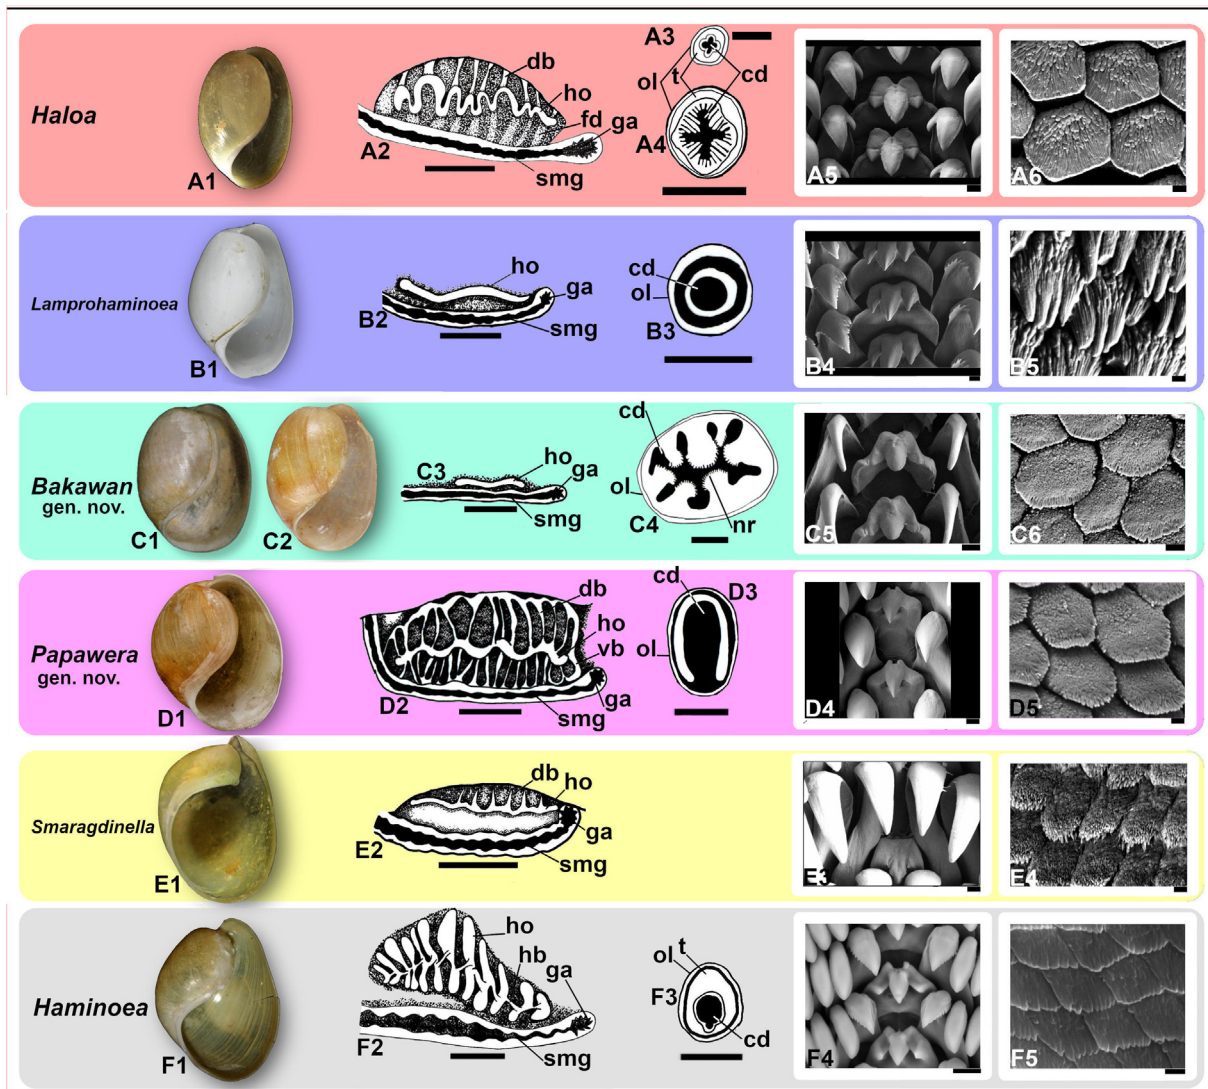 Haloa
A1
db
ho
fd
ga
A2
smg
A3
ol
t
cd
A4
A5
A6
Lamprohaminoea
B1
ho
ga
B2
smg
cd
ol
B3
B4
B5
Bakawan
gen. nov.
C1
C2
C3
ho
ga
smg
cd
ol
C4
nr
C5
C6
Papawera
gen. nov.
D1
db
ho
vb
ga
D2
smg
cd
D3
ol
D4
D5
Smaragdinella
E1
db
ho
ga
E2
smg
E3
E4
Haminoea
F1
ho
hb
ga
F2
smg
t
ol
F3
cd
F4
F5